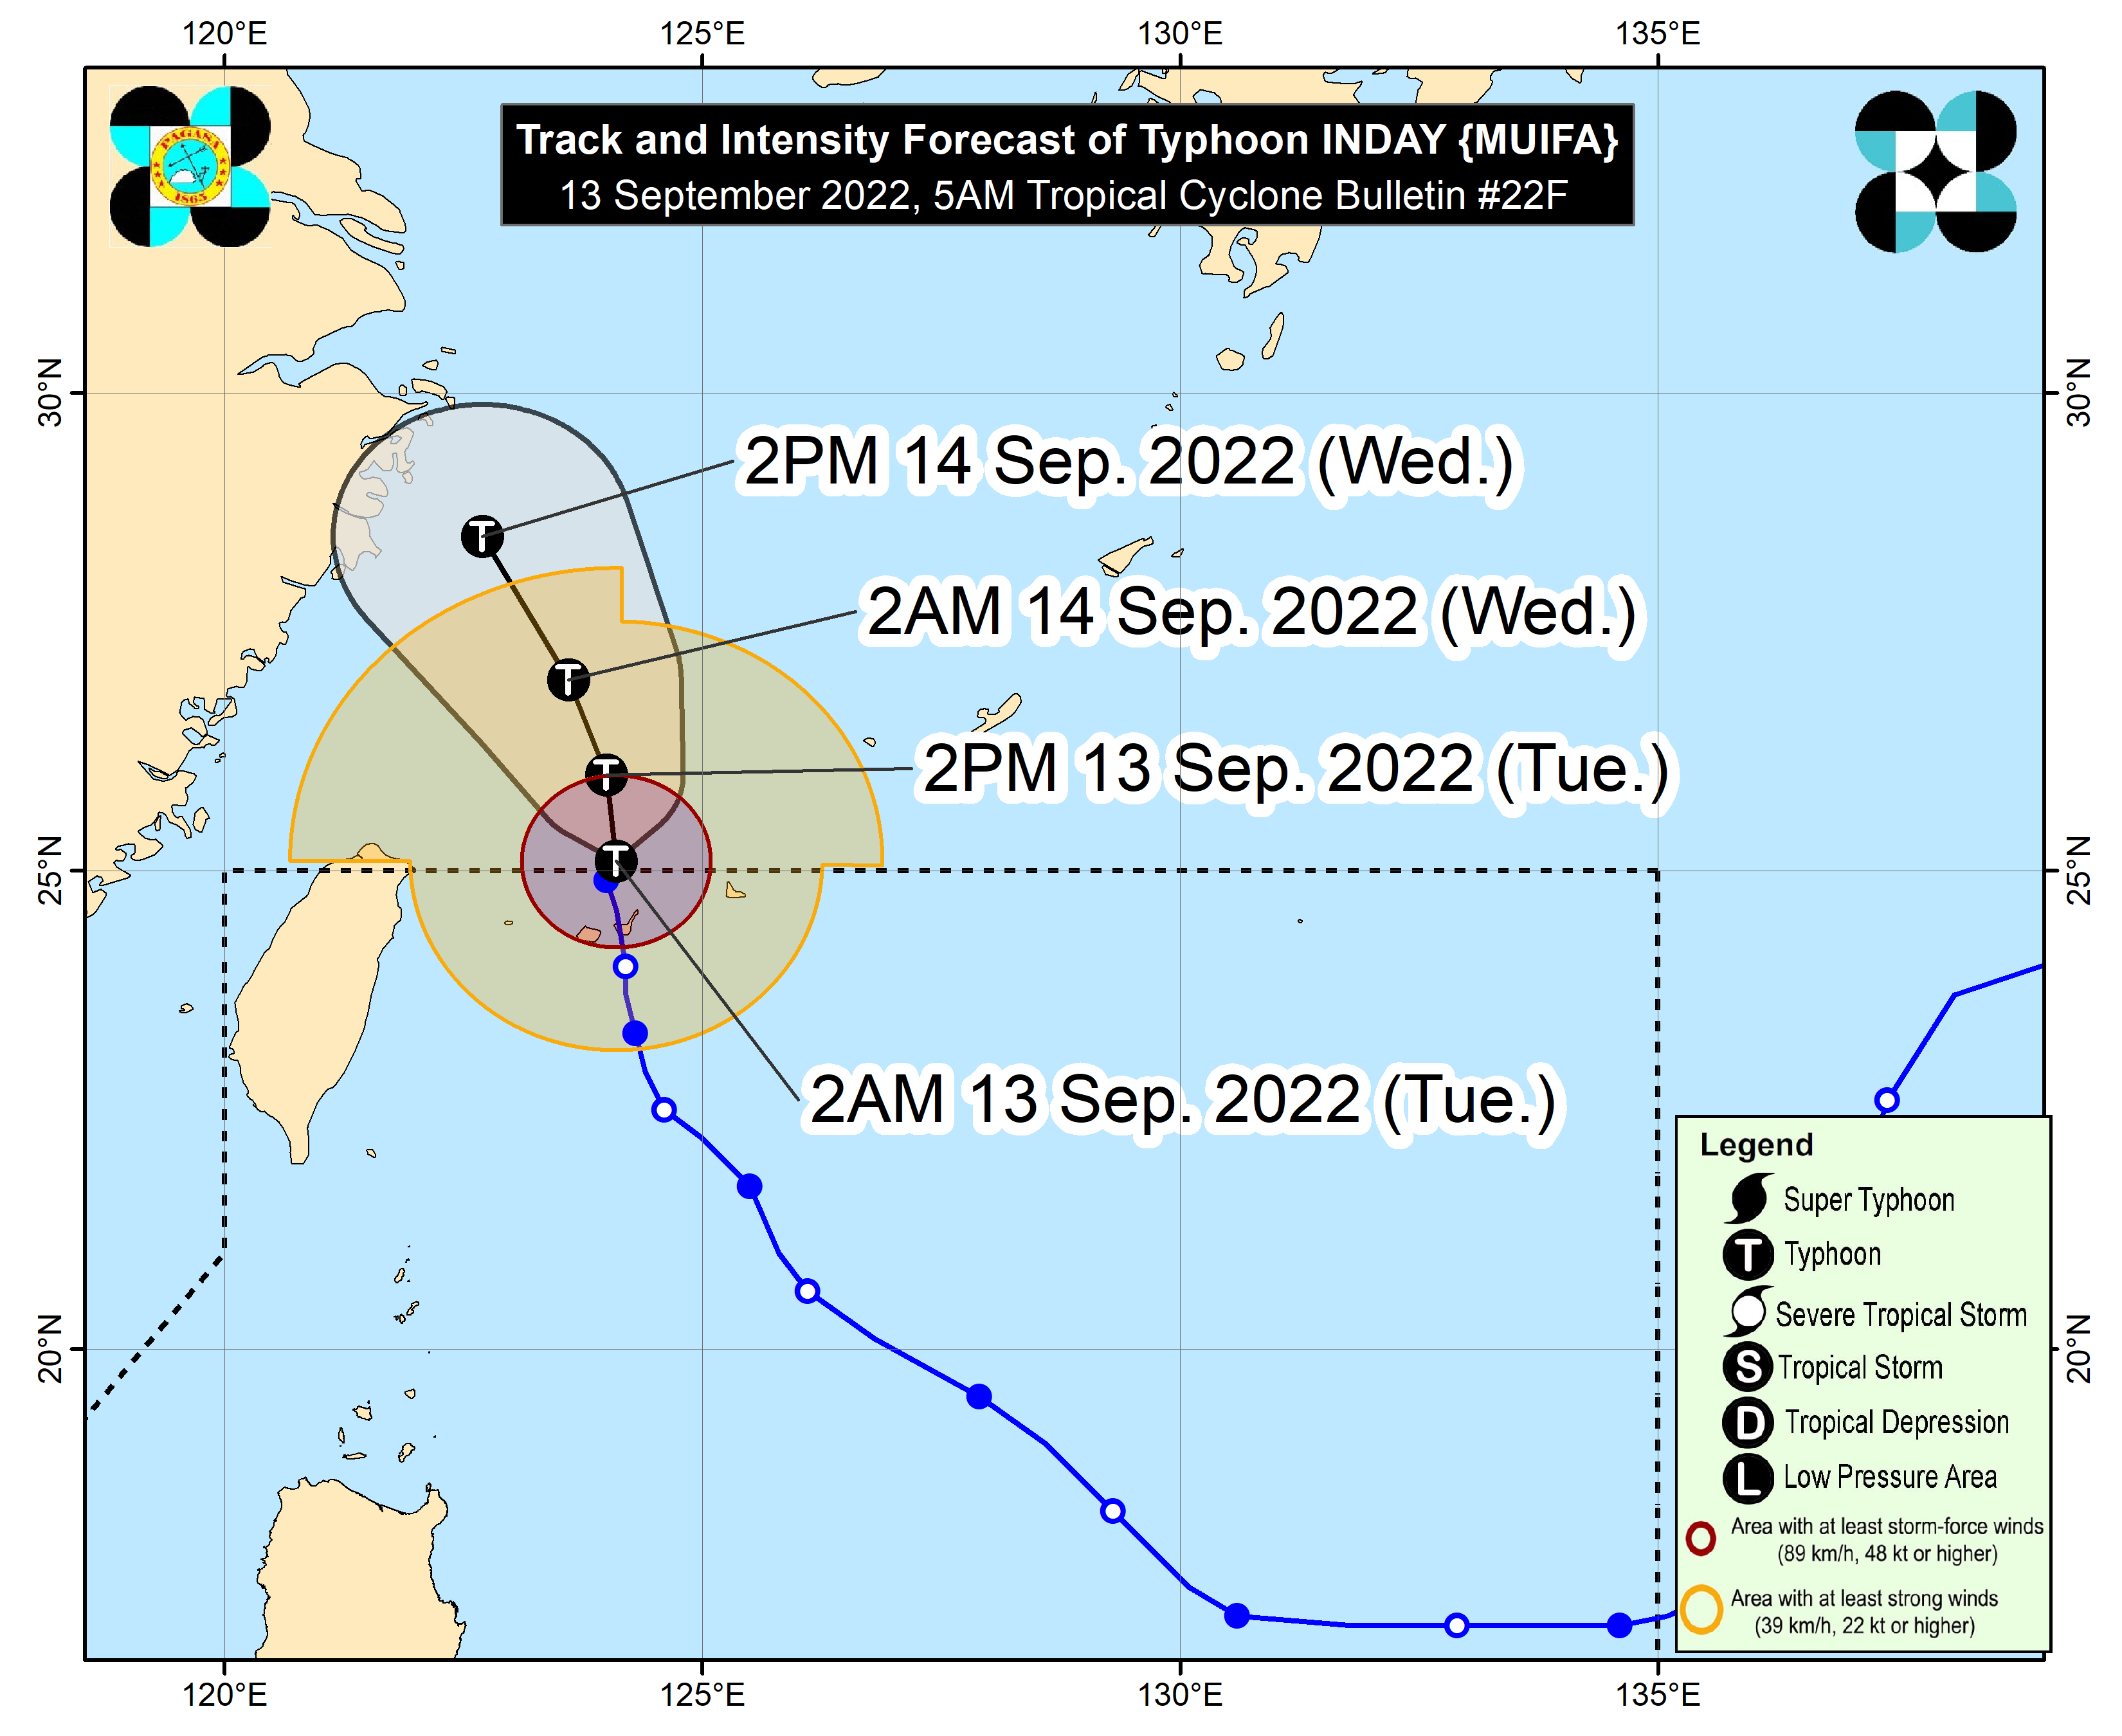 120°E 125°E 130°E 135°E
PAGASA
1865
Track and Intensity Forecast of Typhoon INDAY {MUIFA}
13 September 2022, 5AM Tropical Cyclone Bulletin #22F
30°N 30°N
2PM 14 Sep. 2022 (Wed.)
T
2AM 14 Sep. 2022 (Wed.)
T
2PM 13 Sep. 2022 (Tue.)
T
T
25°N 25°N
2AM 13 Sep. 2022 (Tue.)
20°N 20°N
Legend
Super Typhoon
T Typhoon
Severe Tropical Storm
S Tropical Storm
D Tropical Depression
L Low Pressure Area
Area with at least storm-force winds
(89 km/h, 48 kt or higher)
Area with at least strong winds
(39 km/h, 22 kt or higher)
120°E 125°E 130°E 135°E